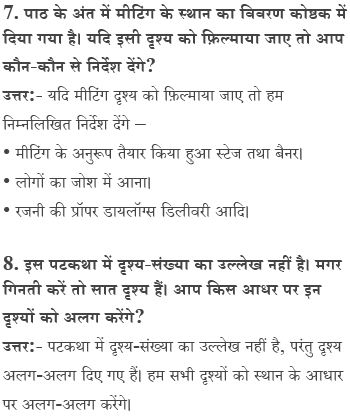 7. पाठ के अंत में मीटिंग के स्थान का विवरण कोष्ठक में
दिया गया है। यदि इसी दृश्य को फ़िल्माया जाए तो आप
कौन-कौन से निर्देश देंगे?
उत्तर:- यदि मीटिंग दृश्य को फ़िल्माया जाए तो हम
निम्नलिखित निर्देश देंगे –
• मीटिंग के अनुरूप तैयार किया हुआ स्टेज तथा बैनर।
• लोगों का जोश में आना।
• रजनी की प्रॉपर डायलॉग्स डिलीवरी आदि।
8. इस पटकथा में दृश्य-संख्या का उल्लेख नहीं है। मगर
गिनती करें तो सात दृश्य हैं। आप किस आधर पर इन
दृश्यों को अलग करेंगे?
उत्तर:- पटकथा में दृश्य-संख्या का उल्लेख नहीं है, परंतु दृश्य
अलग-अलग दिए गए हैं। हम सभी दृश्यों को स्थान के आधार
पर अलग-अलग करेंगे।